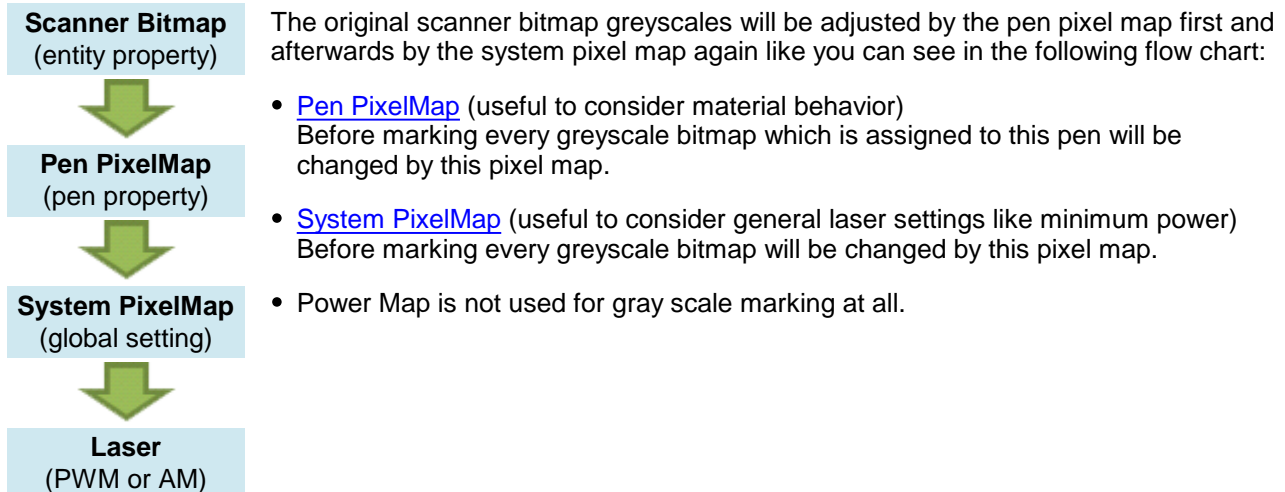 Scanner Bitmap
(entity property)
Pen PixelMap
(pen property)
System PixelMap
(global setting)
Laser
(PWM or AM)
The original scanner bitmap greyscales will be adjusted by the pen pixel map first and
afterwards by the system pixel map again like you can see in the following flow chart:
• Pen PixelMap (useful to consider material behavior)
Before marking every greyscale bitmap which is assigned to this pen will be
changed by this pixel map.
• System PixelMap (useful to consider general laser settings like minimum power)
Before marking every greyscale bitmap will be changed by this pixel map.
• Power Map is not used for gray scale marking at all.